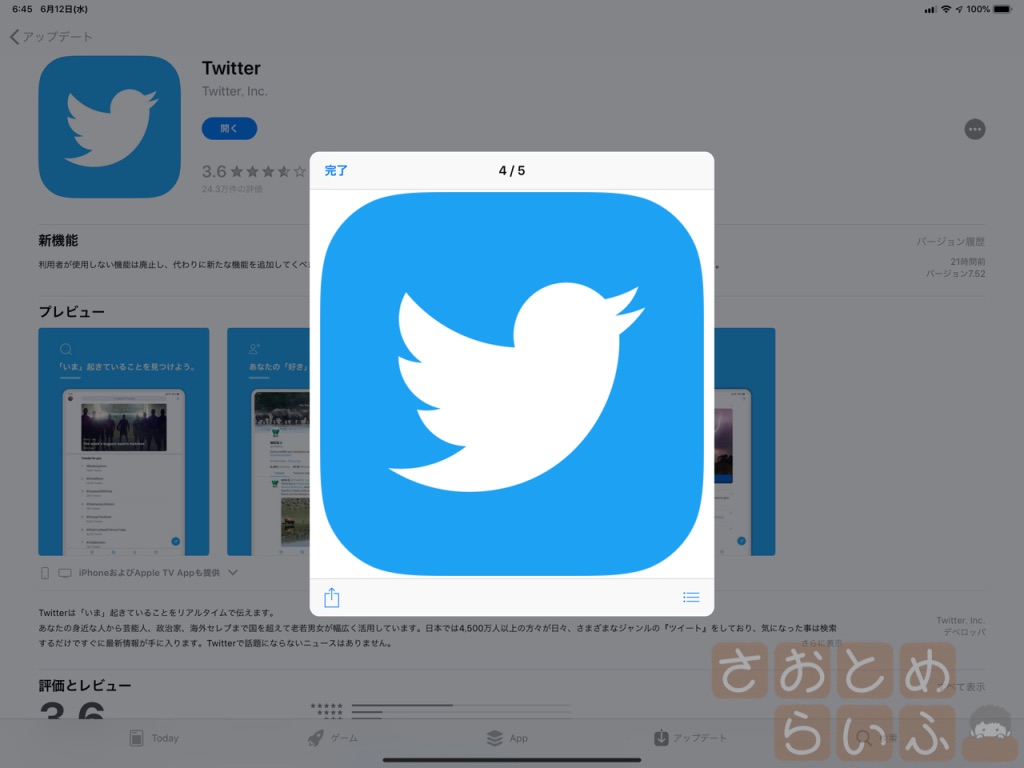 6:45 6月12日(水)
100%
アップデート
Twitter
Twitter, Inc.
開く
3.6
24.3万件の評価
完了
4 / 5
新機能
バージョン履歴
利用者が使用しない機能は廃止し、代わりに新たな機能を追加してくべ
21時間前
バージョン7.52
プレビュー
「いま」起きていることを見つけよう。
あなたの「好き」
iPhoneおよびApple TV Appも提供
Twitterは「いま」起きていることをリアルタイムで伝えます。
あなたの身近な人から芸能人、政治家、海外セレブまで国を超えて老若男女が幅広く活用しています。日本では4,500万人以上の方々が日々、さまざまなジャンルの『ツイート』をしており、気になった事は検索
するだけですぐに最新情報が手に入ります。Twitterで話題にならないニュースはありません。
さらに表示
Twitter, Inc.
デベロッパ
評価とレビュー
べて表示
3.6
Today
ゲーム
App
アップデート
さおとめ
らいふ